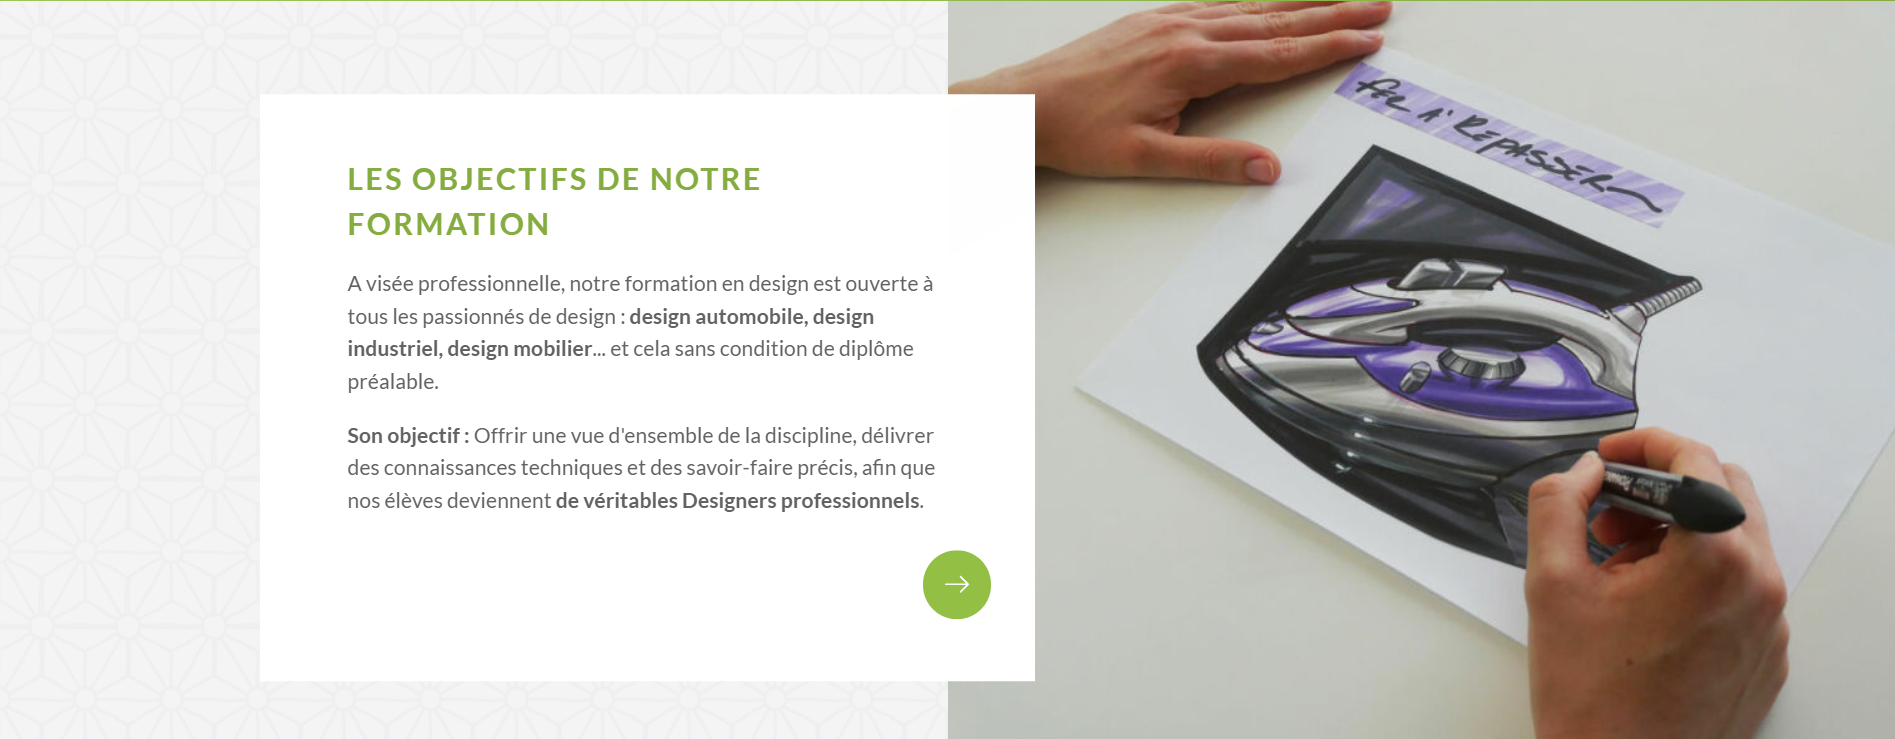 LES OBJECTIFS DE NOTRE
FORMATION
A visée professionnelle, notre formation en design est ouverte à
tous les passionnés de design : design automobile, design
industriel, design mobilier... et cela sans condition de diplôme
préalable.
Son objectif : Offrir une vue d'ensemble de la discipline, délivrer
des connaissances techniques et des savoir-faire précis, afin que
nos élèves deviennent de véritables Designers professionnels.
FER A' REPASSER